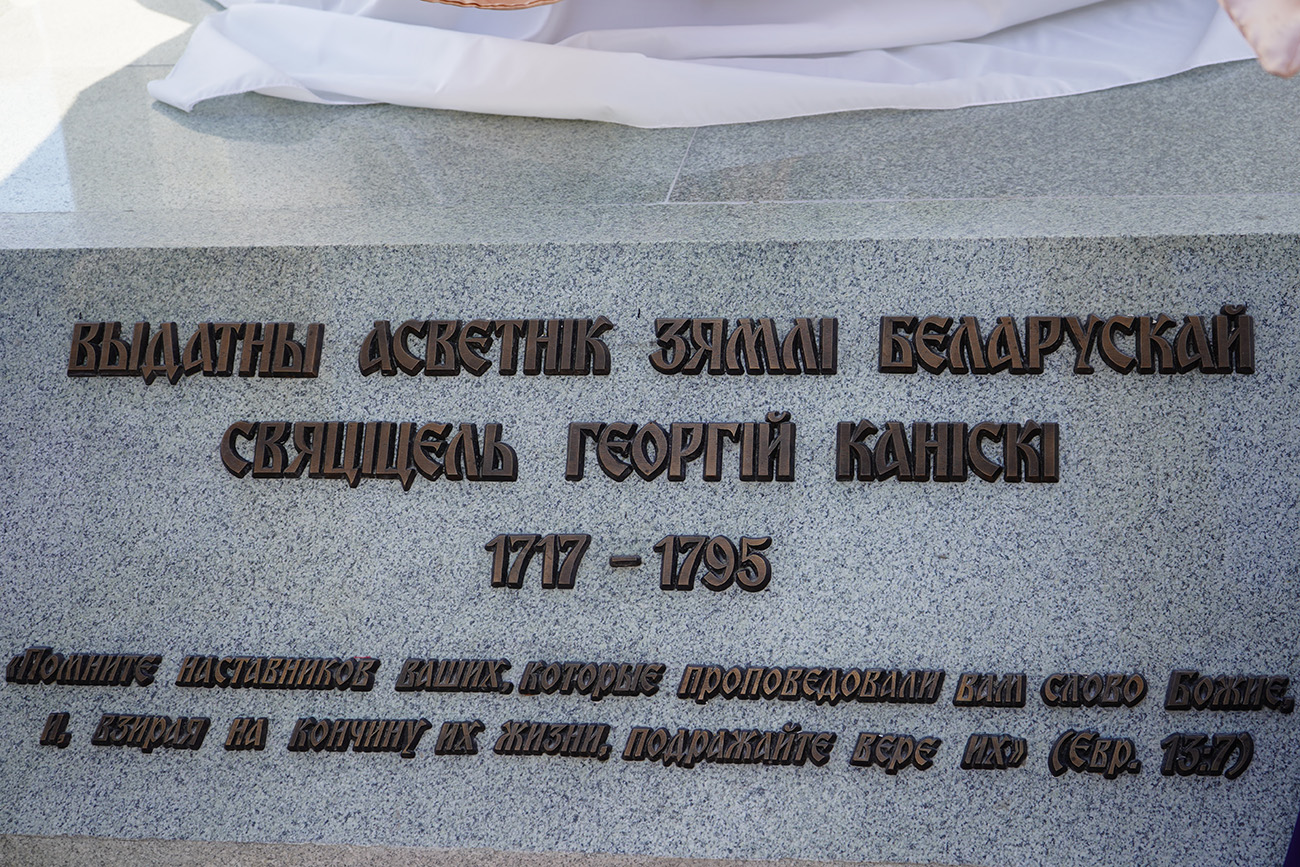 ВЫДАТНЫ АСВЕТНІК ЗЯМЛІ БЕЛАРУСКАЙ
СВЯЦІЦЕЛЬ ГЕОРГІЙ КАНІСКІ
1717 – 1795
«Помните наставников ваших, которые проповедовали вам слово Божие,
и, взирая на кончину их жизни, подражайте вере их» (Евр. 13:7)